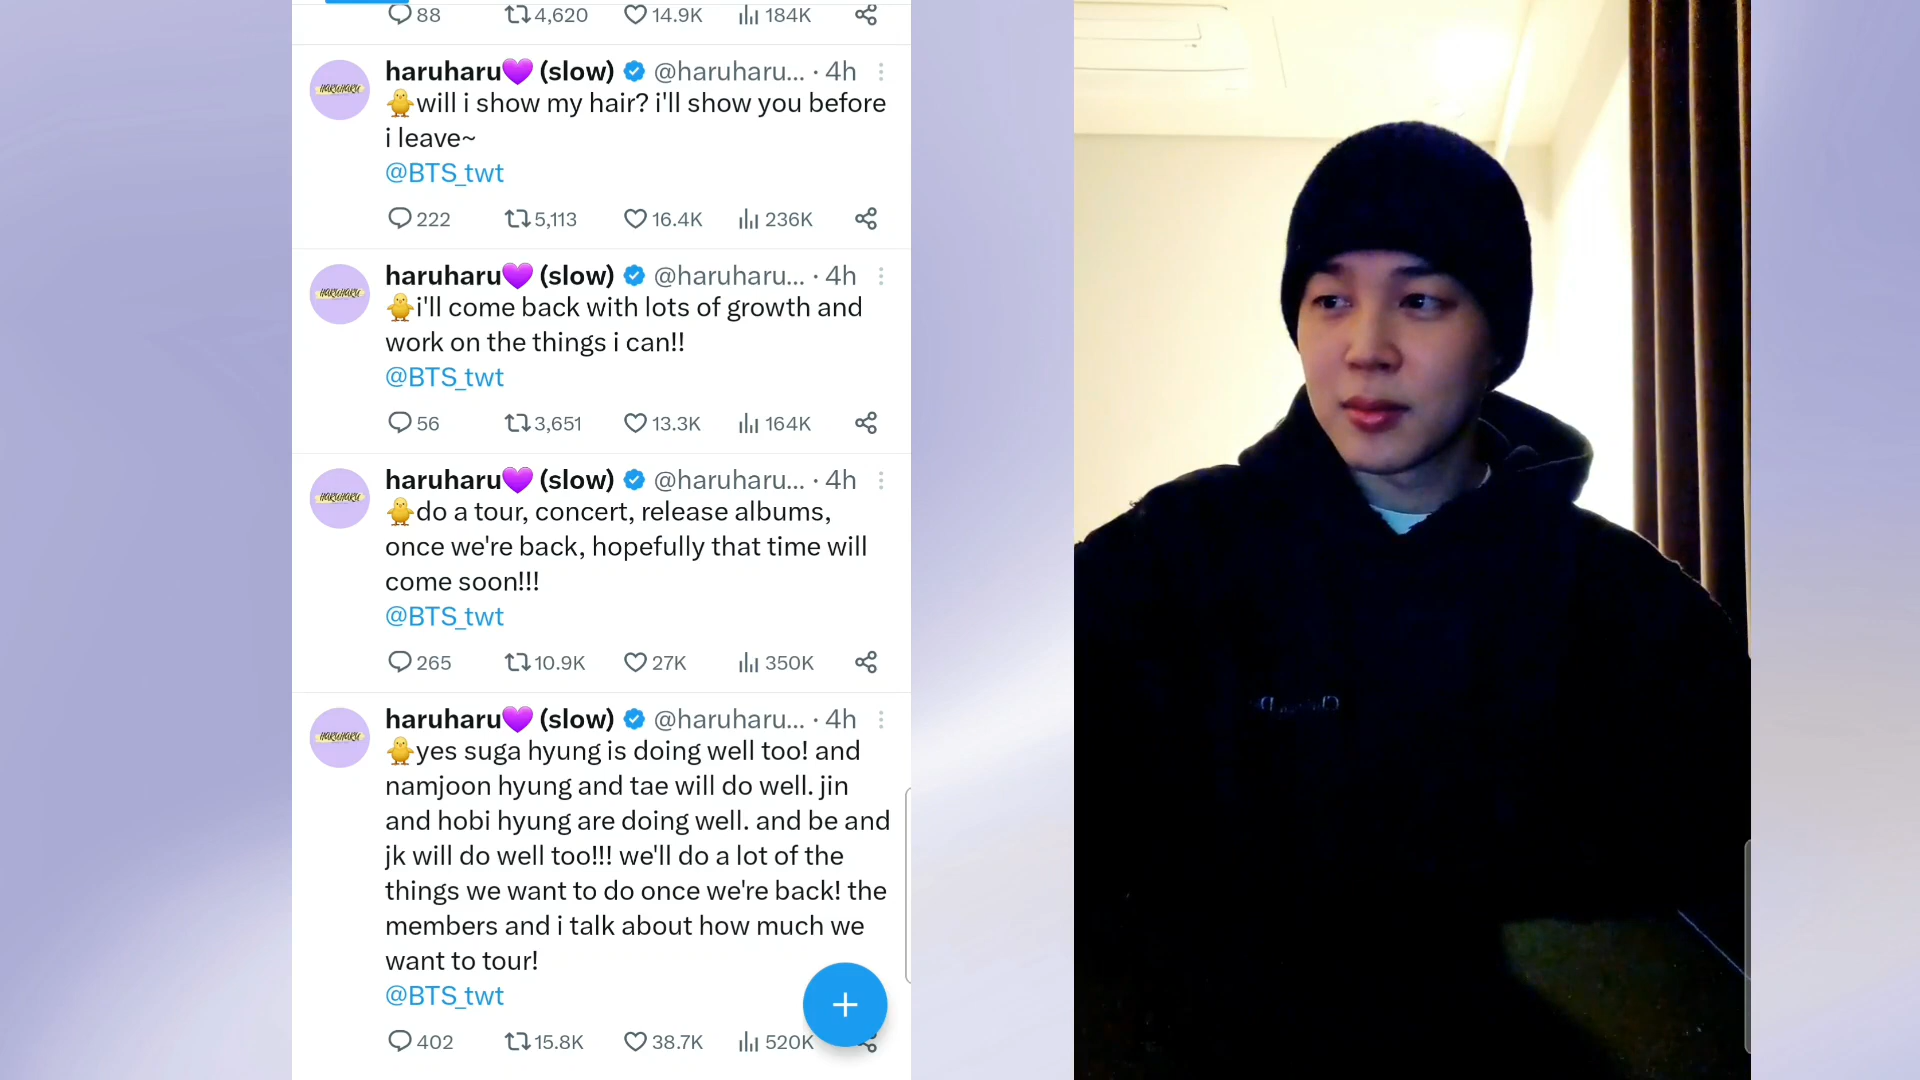 88 4,620 14.9K 184K
haruharu💜 (slow) @haruharu... · 4h
🐥will i show my hair? i'll show you before
i leave~
@BTS_twt
222 5,113 16.4K 236K
haruharu💜 (slow) @haruharu... · 4h
🐥i'll come back with lots of growth and
work on the things i can!!
@BTS_twt
56 3,651 13.3K 164K
haruharu💜 (slow) @haruharu... · 4h
🐥do a tour, concert, release albums,
once we're back, hopefully that time will
come soon!!!
@BTS_twt
265 10.9K 27K 350K
haruharu💜 (slow) @haruharu... · 4h
🐥yes suga hyung is doing well too! and
namjoon hyung and tae will do well. jin
and hobi hyung are doing well. and be and
jk will do well too!!! we'll do a lot of the
things we want to do once we're back! the
members and i talk about how much we
want to tour!
@BTS_twt
402 15.8K 38.7K 520K
HARUHARU
HARUHARU
HARUHARU
HARUHARU